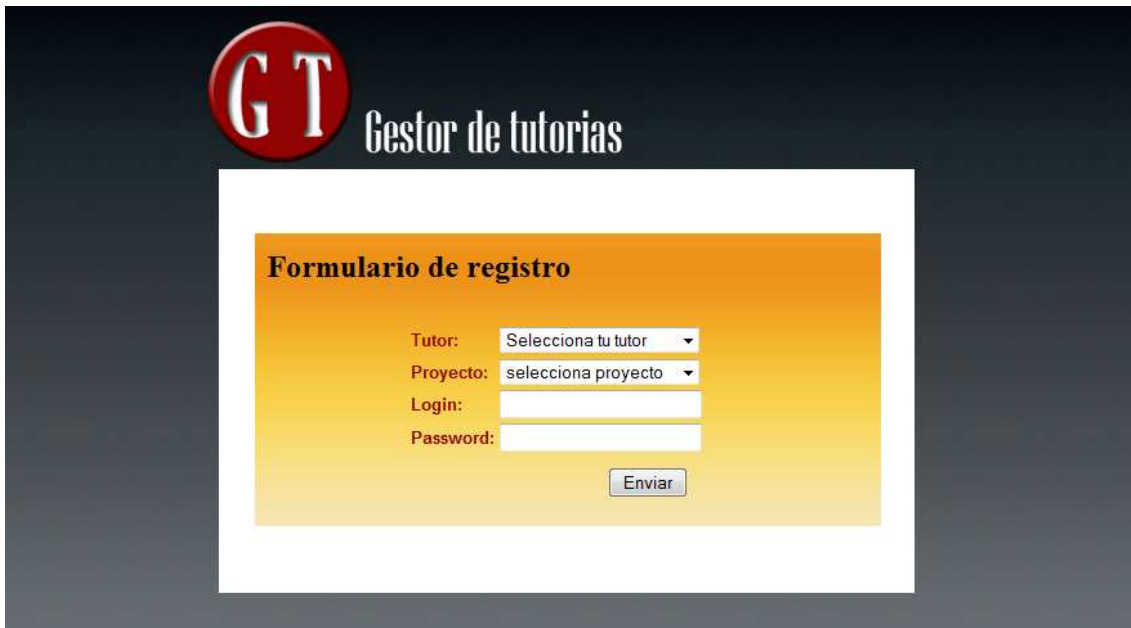 GT
Gestor de tutorias
Formulario de registro
Tutor: Selecciona tu tutor
Proyecto: selecciona proyecto
Login:
Password:
Enviar